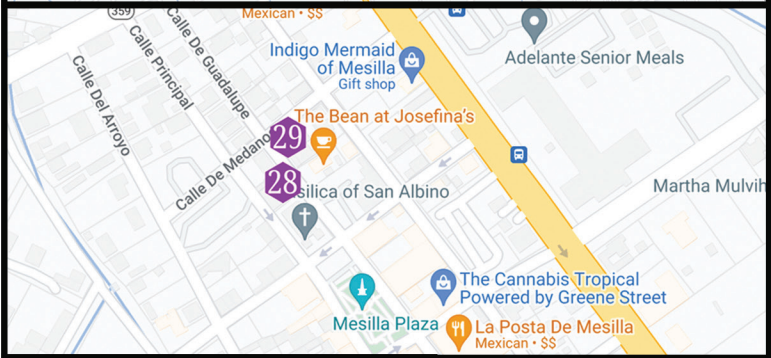 359
Mexican • $$
Calle De Guadalupe
Calle Principal
Calle Del Arroyo
Indigo Mermaid
of Mesilla
Gift shop
Adelante Senior Meals
The Bean at Josefina's
29
Calle De Medano
28
silica of San Albino
Martha Mulvih
The Cannabis Tropical
Powered by Greene Street
Mesilla Plaza
La Posta De Mesilla
Mexican • $$